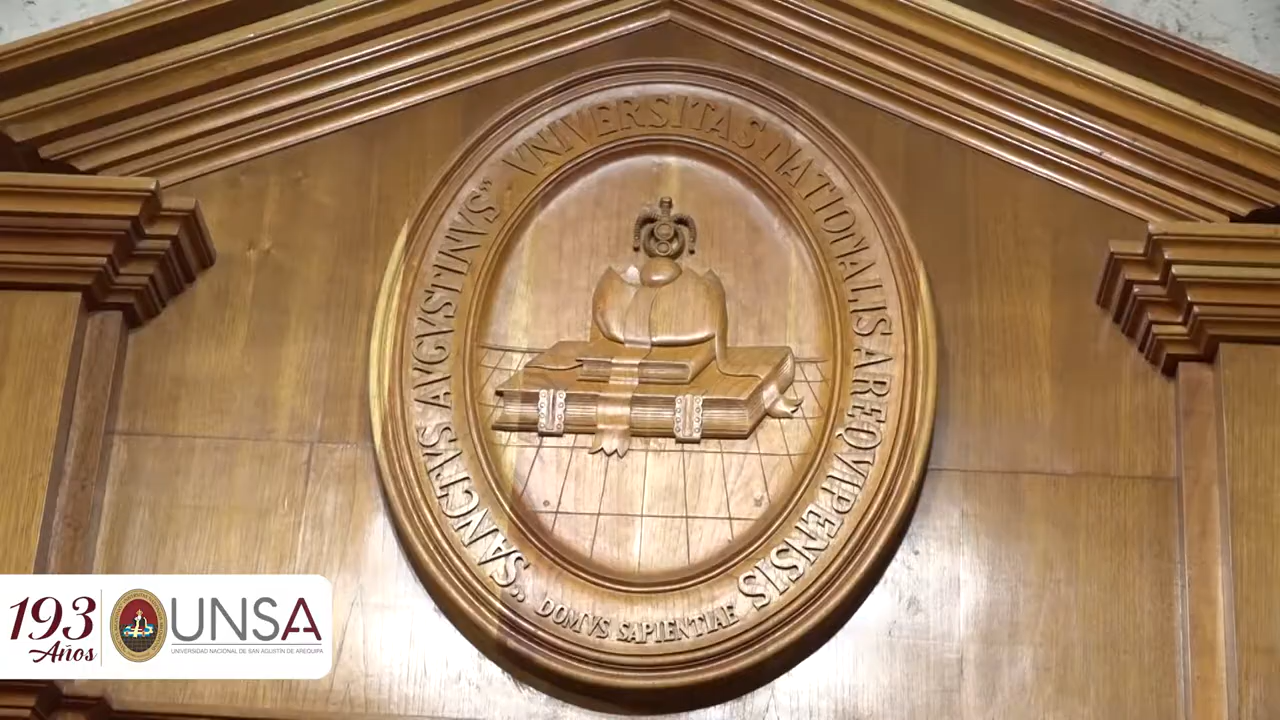 "SANCTVS AVGVSTINVS" VNIVERSITAS NATIONALIS AREQVIPENSIS
DOMVS SAPIENTIAE
193
Años
UNSA
UNIVERSIDAD NACIONAL DE SAN AGUSTÍN DE AREQUIPA